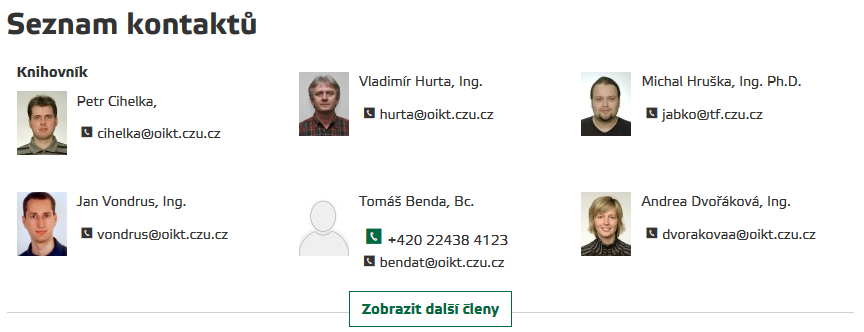 Seznam kontaktů
Knihovník
Petr Cihelka,
cihelka@oikt.czu.cz
Vladimír Hurta, Ing.
hurta@oikt.czu.cz
Michal Hruška, Ing. Ph.D.
jabko@tf.czu.cz
Jan Vondrus, Ing.
vondrus@oikt.czu.cz
Tomáš Benda, Bc.
+420 22438 4123
bendat@oikt.czu.cz
Andrea Dvořáková, Ing.
dvorakovaa@oikt.czu.cz
Zobrazit další členy